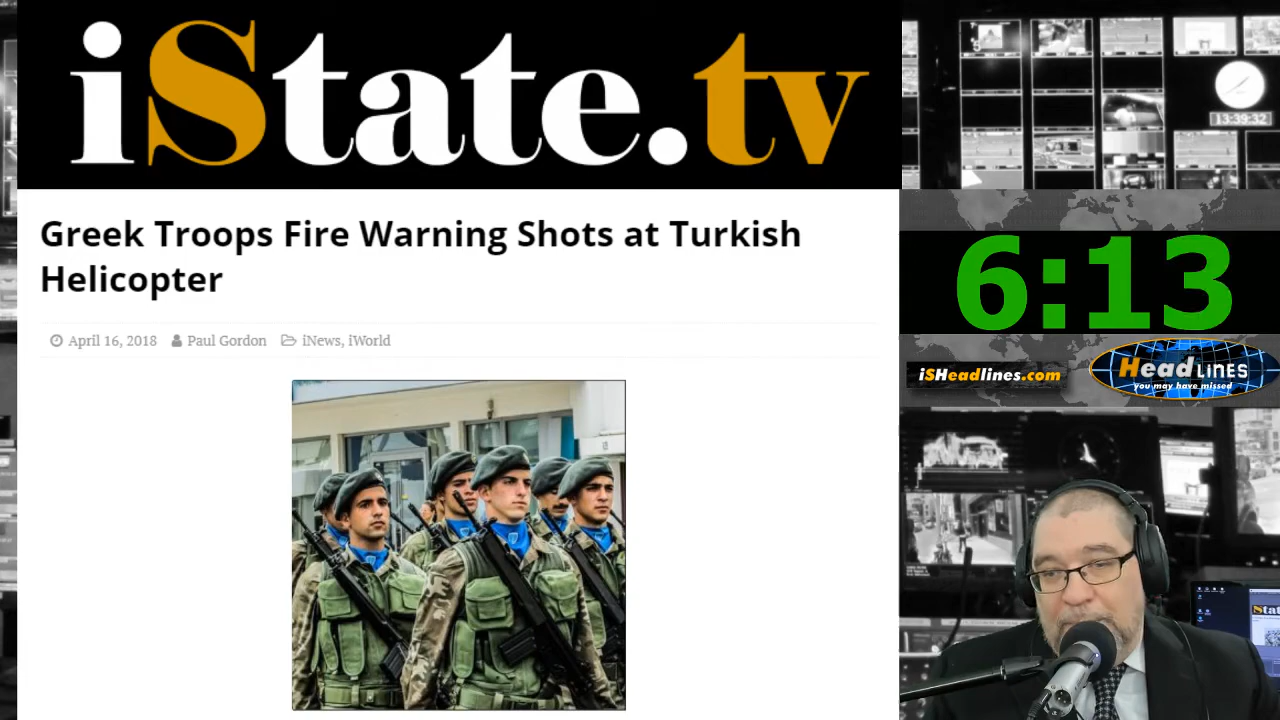 iState.tv
13:39:32
Greek Troops Fire Warning Shots at Turkish
Helicopter
April 16, 2018 Paul Gordon iNews, iWorld
6:13
iSHeadlines.com
HeadLINES
you may have missed